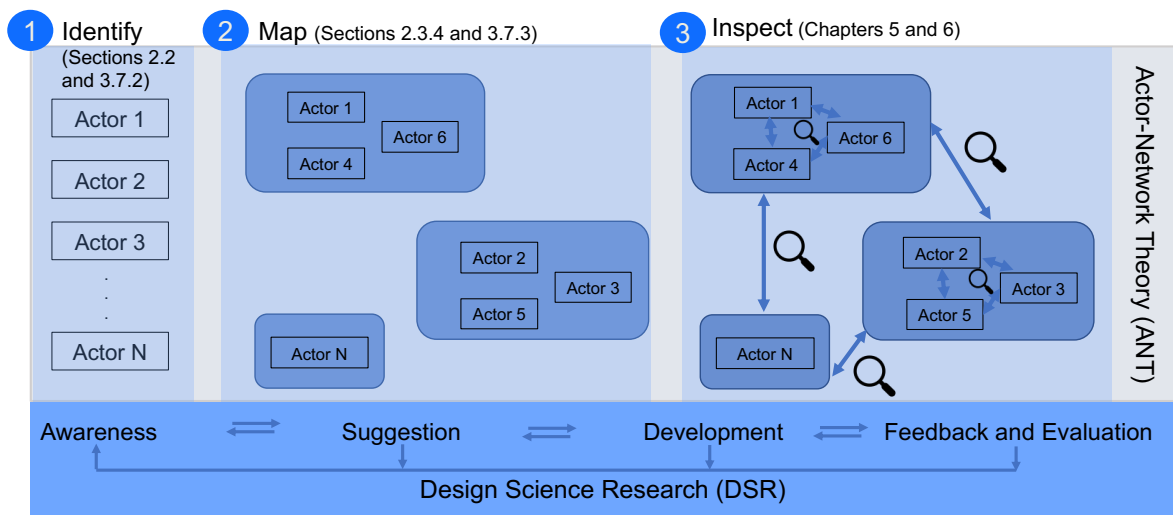 1 Identify
(Sections 2.2
and 3.7.2)
Actor 1
Actor 2
Actor 3
.
.
.
Actor N
2 Map (Sections 2.3.4 and 3.7.3)
Actor 1
Actor 6
Actor 4
Actor 2
Actor 3
Actor 5
Actor N
3 Inspect (Chapters 5 and 6)
Actor 1
Actor 6
Actor 4
Actor 2
Actor 3
Actor 5
Actor N
Actor-Network Theory (ANT)
Awareness
Suggestion
Development
Feedback and Evaluation
Design Science Research (DSR)